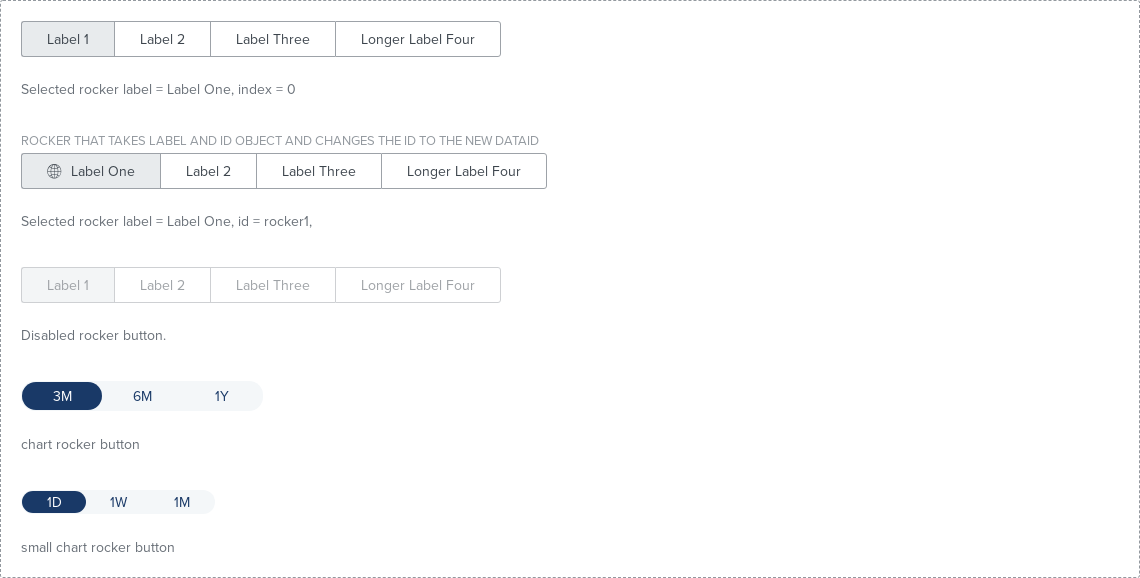 Label 1 Label 2 Label Three Longer Label Four
Selected rocker label = Label One, index = 0
ROCKER THAT TAKES LABEL AND ID OBJECT AND CHANGES THE ID TO THE NEW DATAID
Label One Label 2 Label Three Longer Label Four
Selected rocker label = Label One, id = rocker1,
Label 1 Label 2 Label Three Longer Label Four
Disabled rocker button.
3M 6M 1Y
chart rocker button
1D 1W 1M
small chart rocker button